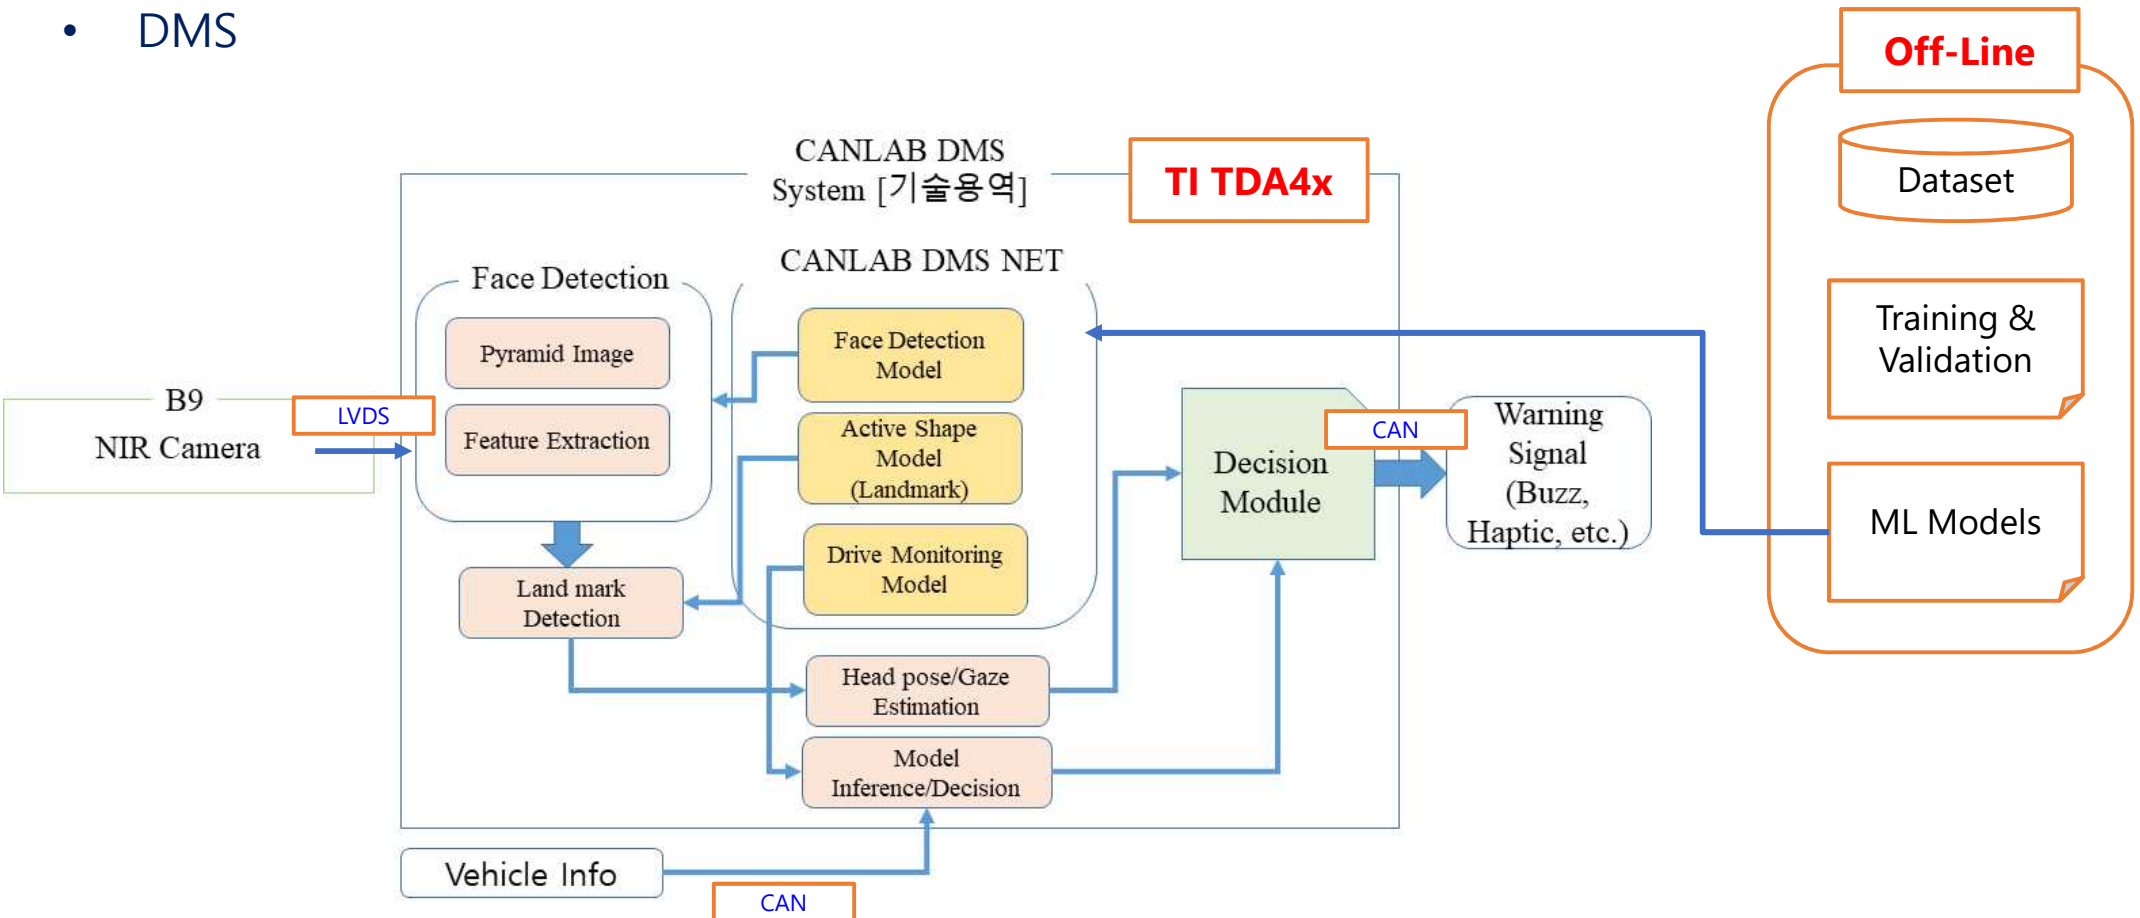 • DMS
Off-Line
Dataset
Training &
Validation
ML Models
CANLAB DMS
System [기술용역]
TI TDA4x
Face Detection
Pyramid Image
Feature Extraction
CANLAB DMS NET
Face Detection
Model
Active Shape
Model
(Landmark)
Drive Monitoring
Model
B9
NIR Camera
LVDS
Land mark
Detection
Head pose/Gaze
Estimation
Model
Inference/Decision
Decision
Module
CAN
Warning
Signal
(Buzz,
Haptic, etc.)
Vehicle Info
CAN